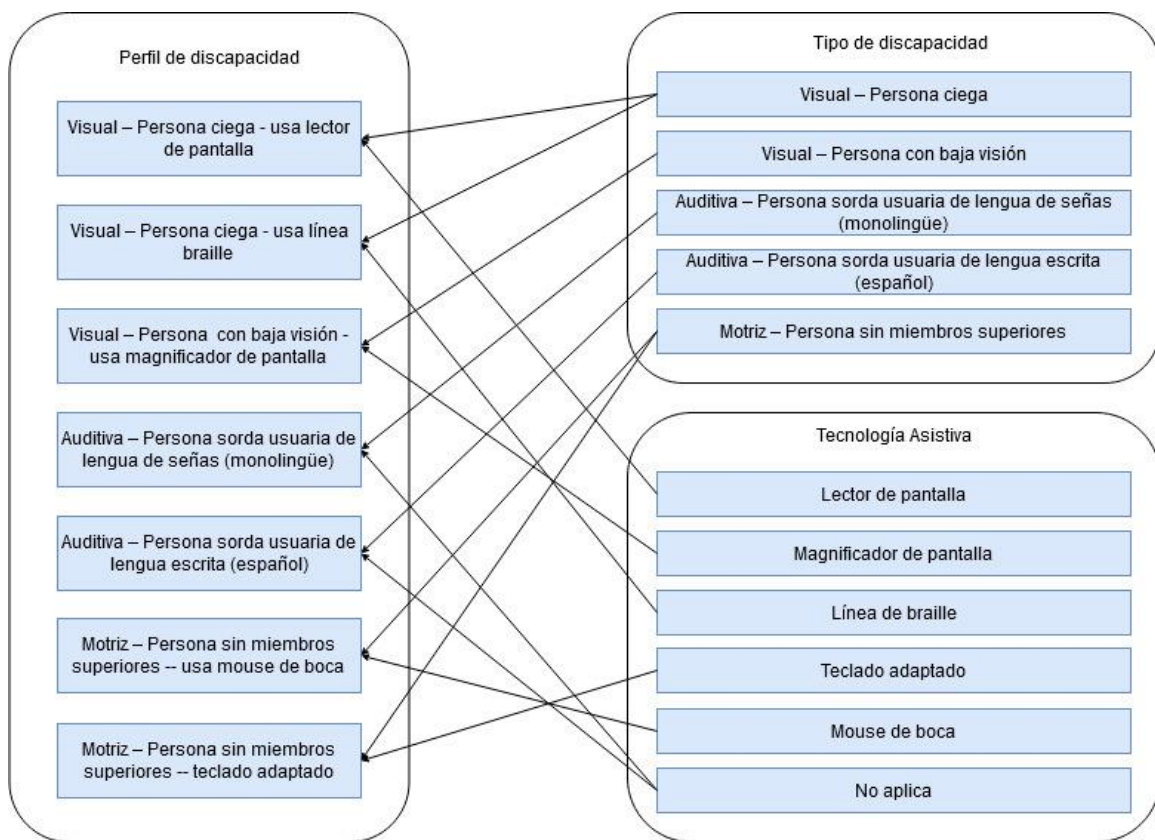 Perfil de discapacidad
Visual – Persona ciega - usa lector
de pantalla
Visual – Persona ciega - usa línea
braille
Visual – Persona con baja visión -
usa magnificador de pantalla
Auditiva – Persona sorda usuaria de
lengua de señas (monolingüe)
Auditiva – Persona sorda usuaria de
lengua escrita (español)
Motriz – Persona sin miembros
superiores -- usa mouse de boca
Motriz – Persona sin miembros
superiores -- teclado adaptado
Tipo de discapacidad
Visual – Persona ciega
Visual – Persona con baja visión
Auditiva – Persona sorda usuaria de lengua de señas
(monolingüe)
Auditiva – Persona sorda usuaria de lengua escrita
(español)
Motriz – Persona sin miembros superiores
Tecnología Asistiva
Lector de pantalla
Magnificador de pantalla
Línea de braille
Teclado adaptado
Mouse de boca
No aplica